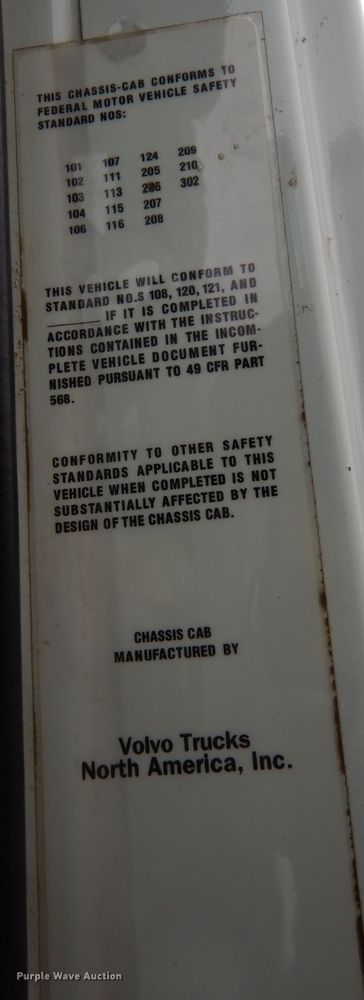 THIS CHASSIS-CAB CONFORMS TO
FEDERAL MOTOR VEHICLE SAFETY
STANDARD NOS:
101 107 124 209
102 111 205 210
103 113 206 302
104 115 207
106 116 208
THIS VEHICLE WILL CONFORM TO
STANDARD NO.S 108, 120, 121, AND
________ IF IT IS COMPLETED IN
ACCORDANCE WITH THE INSTRUC-
TIONS CONTAINED IN THE INCOM-
PLETE VEHICLE DOCUMENT FUR-
NISHED PURSUANT TO 49 CFR PART
568.
CONFORMITY TO OTHER SAFETY
STANDARDS APPLICABLE TO THIS
VEHICLE WHEN COMPLETED IS NOT
SUBSTANTIALLY AFFECTED BY THE
DESIGN OF THE CHASSIS CAB.
CHASSIS CAB
MANUFACTURED BY
Volvo Trucks
North America, Inc.
Purple Wave Auction